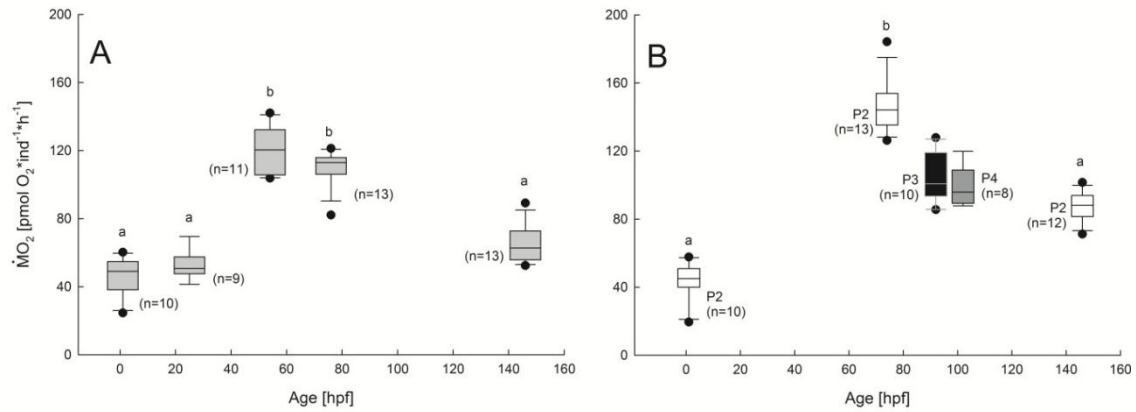 A
B
ṀO2 [pmol O2*ind-1*h-1]
200
160
120
80
40
0
a
(n=10)
a
(n=9)
b
(n=11)
b
(n=13)
a
(n=13)
0 20 40 60 80 100 120 140 160
Age [hpf]
200
160
120
80
40
0
a
P2
(n=10)
b
P2
(n=13)
P3
(n=10)
P4
(n=8)
a
P2
(n=12)
0 20 40 60 80 100 120 140 160
Age [hpf]